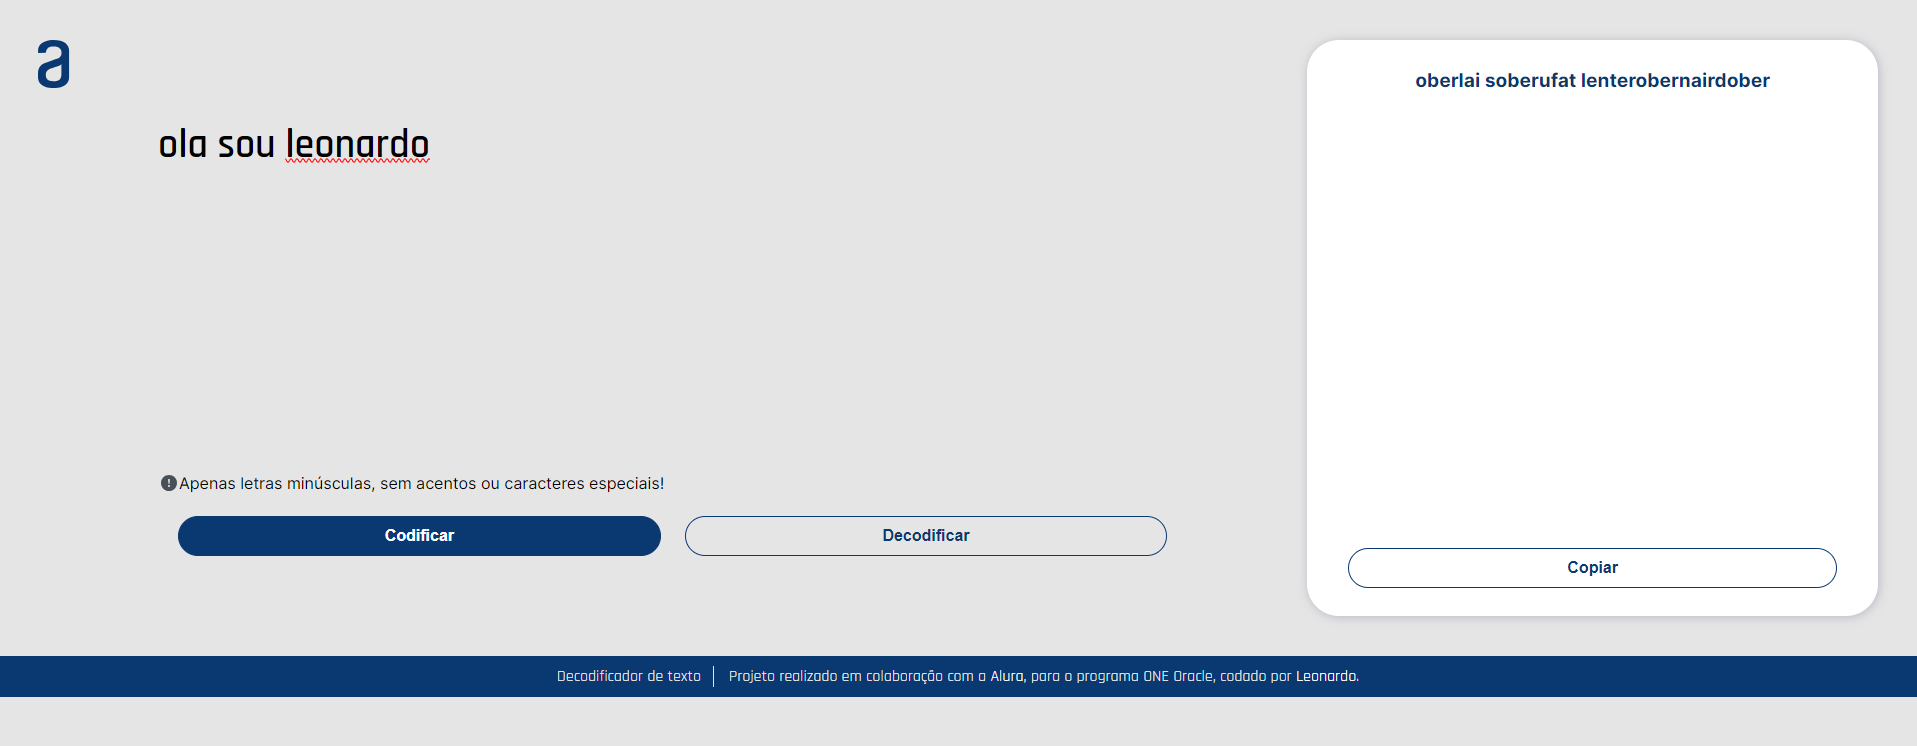 a
ola sou leonardo
oberlai soberufat lenterobernairdober
Apenas letras minúsculas, sem acentos ou caracteres especiais!
Codificar
Decodificar
Copiar
Decodificador de texto
Projeto realizado em colaboração com a Alura, para o programa ONE Oracle, codado por Leonardo.